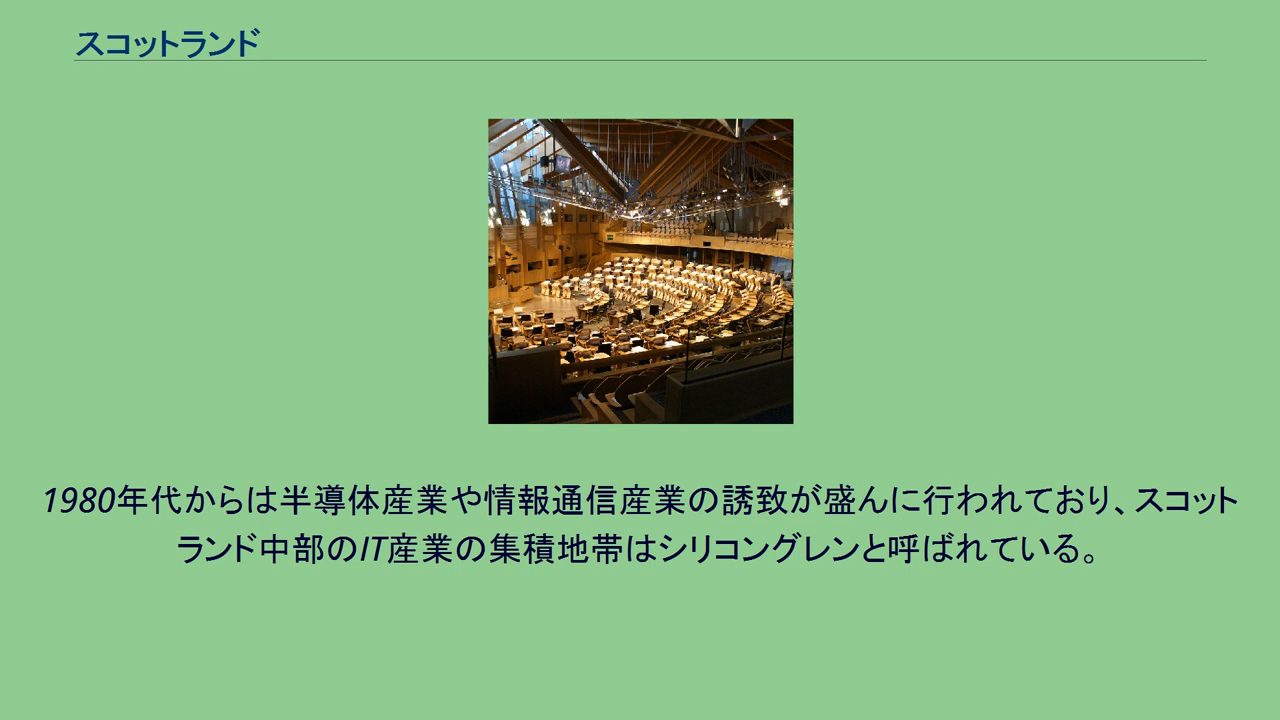 スコットランド
1980年代からは半導体産業や情報通信産業の誘致が盛んに行われており、スコット
ランド中部のIT産業の集積地帯はシリコングレンと呼ばれている。